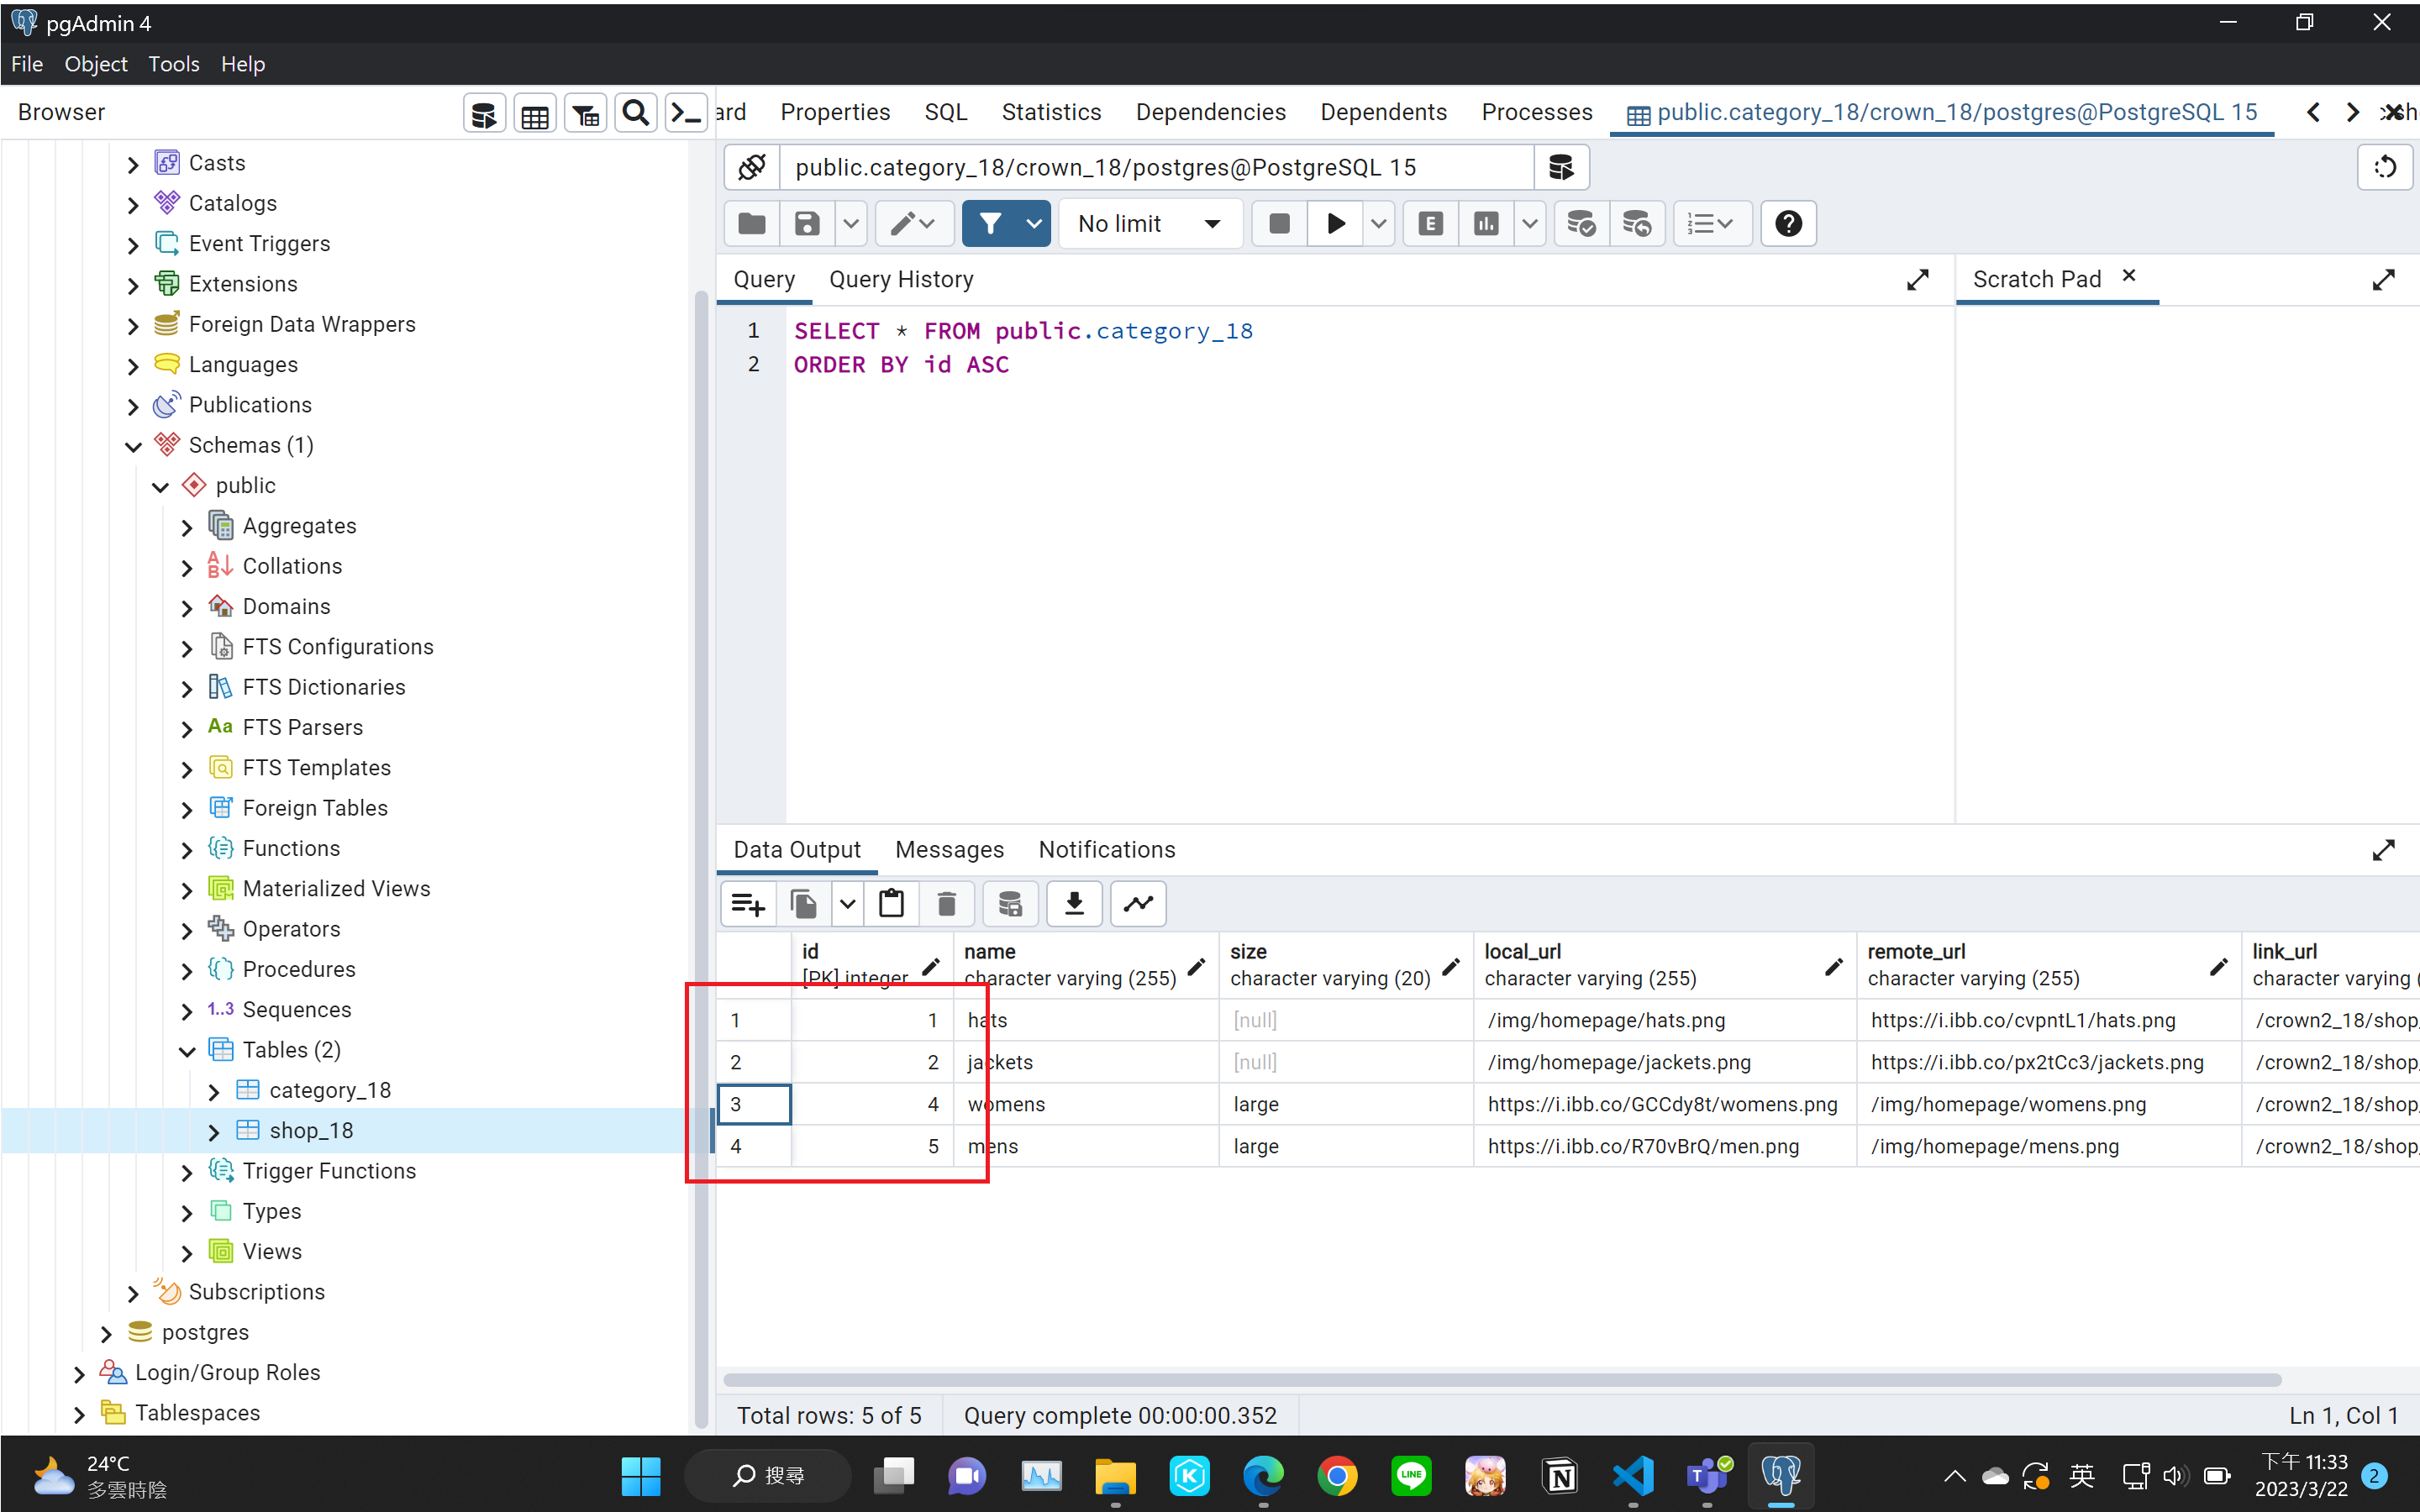 pgAdmin 4
File Object Tools Help
Browser
ard Properties SQL Statistics Dependencies Dependents Processes public.category_18/crown_18/postgres@PostgreSQL 15
public.category_18/crown_18/postgres@PostgreSQL 15
No limit
Query Query History
Scratch Pad
1 SELECT * FROM public.category_18
2 ORDER BY id ASC
Casts
Catalogs
Event Triggers
Extensions
Foreign Data Wrappers
Languages
Publications
Schemas (1)
public
Aggregates
Collations
Domains
FTS Configurations
FTS Dictionaries
Aa FTS Parsers
FTS Templates
Foreign Tables
Functions
Materialized Views
Operators
Procedures
1..3 Sequences
Tables (2)
category_18
shop_18
Trigger Functions
Types
Views
Subscriptions
postgres
Login/Group Roles
Tablespaces
Data Output Messages Notifications
id name size local_url remote_url link_url
[PK] integer character varying (255) character varying (20) character varying (255) character varying (255) character varying (
1 1 hats [null] /img/homepage/hats.png https://i.ibb.co/cvpntL1/hats.png /crown2_18/shop
2 2 jackets [null] /img/homepage/jackets.png https://i.ibb.co/px2tCc3/jackets.png /crown2_18/shop
3 4 womens large https://i.ibb.co/GCCdy8t/womens.png /img/homepage/womens.png /crown2_18/shop
4 5 mens large https://i.ibb.co/R70vBrQ/men.png /img/homepage/mens.png /crown2_18/shop
Total rows: 5 of 5 Query complete 00:00:00.352 Ln 1, Col 1
24°C
多雲時陰
搜尋
LINE
英
下午 11:33
2023/3/22
2